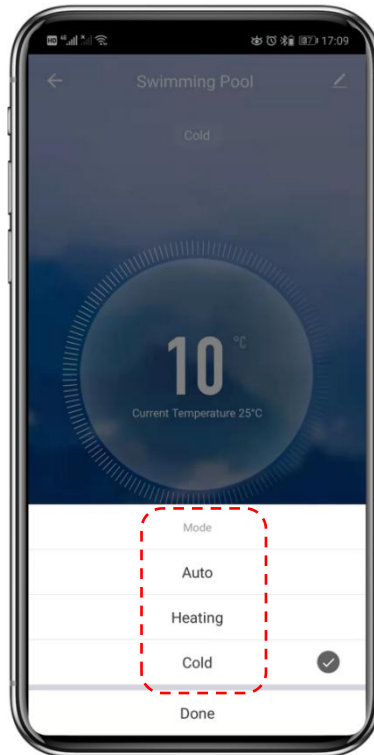 17:09
Swimming Pool
Cold
10 °C
Current Temperature 25°C
Mode
Auto
Heating
Cold
Done